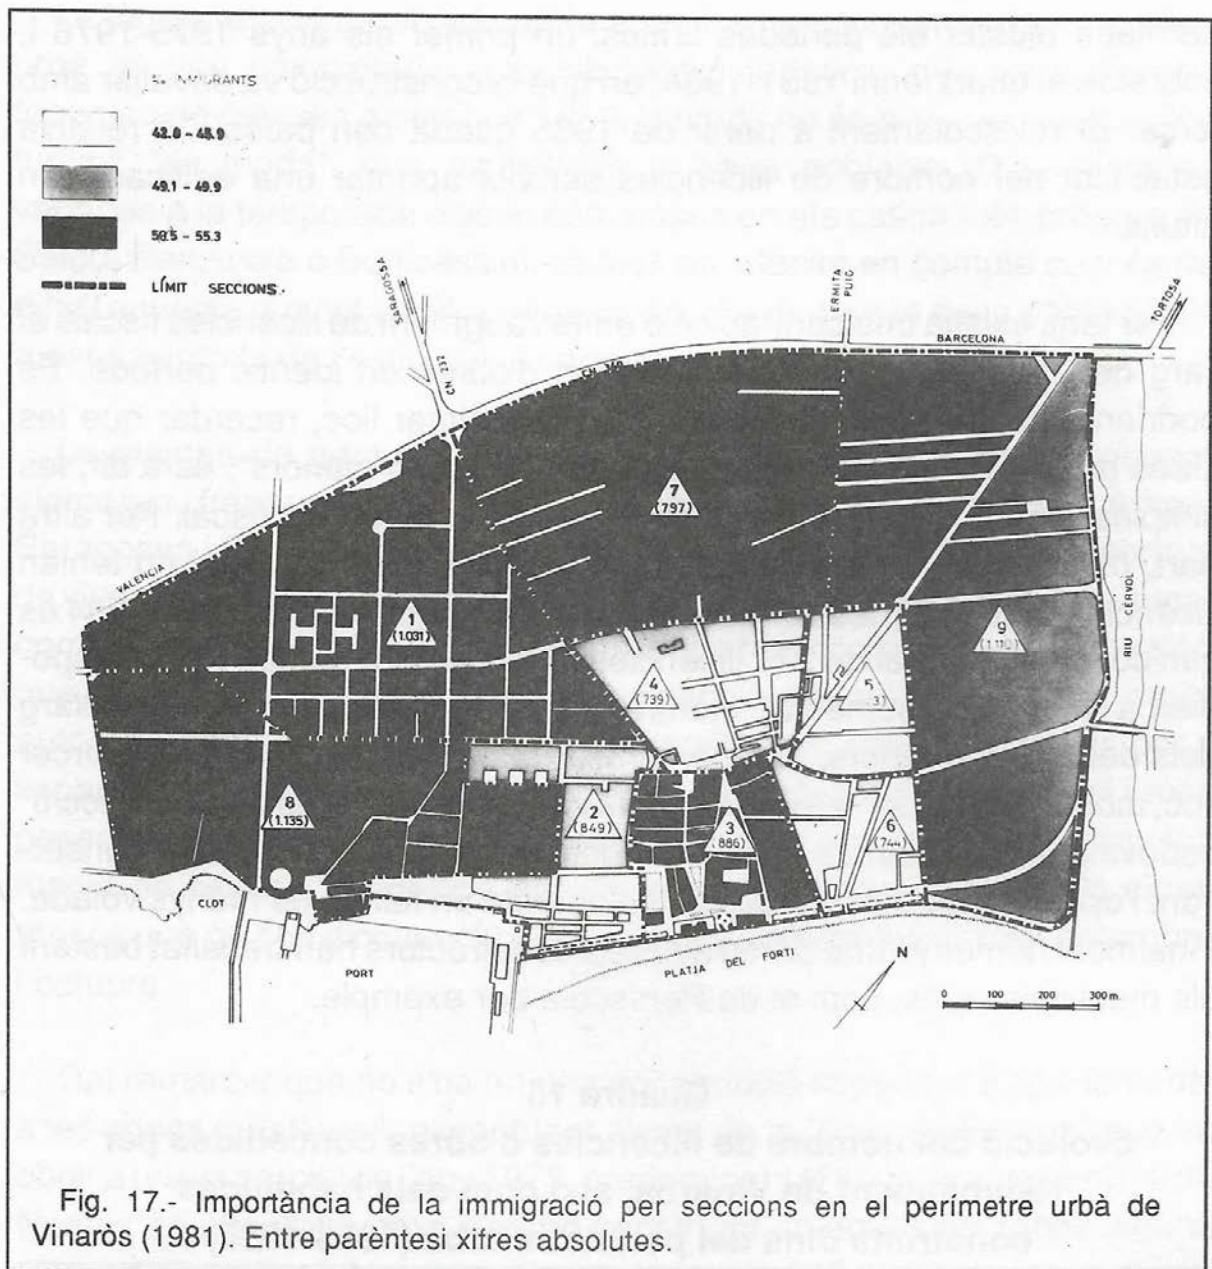 IMMIGRANTS
42.0 - 48.9
49.1 - 49.9
50.5 - 55.3
LÍMIT SECCIONS
SARAGOSSA
CN 232
ERMITA
PUIG
TORTOSA
BARCELONA
VALENCIA
7
(797)
1
(1.031)
RIU CERVOL
9
(1.110)
4
(739)
8
(1.135)
2
(849)
3
(886)
6
(744)
CLOT
PORT
PLATJA DEL FORTI
N
0 100 200 300 m.
Fig. 17.- Importància de la immigració per seccions en el perímetre urbà de
Vinaròs (1981). Entre parèntesi xifres absolutes.